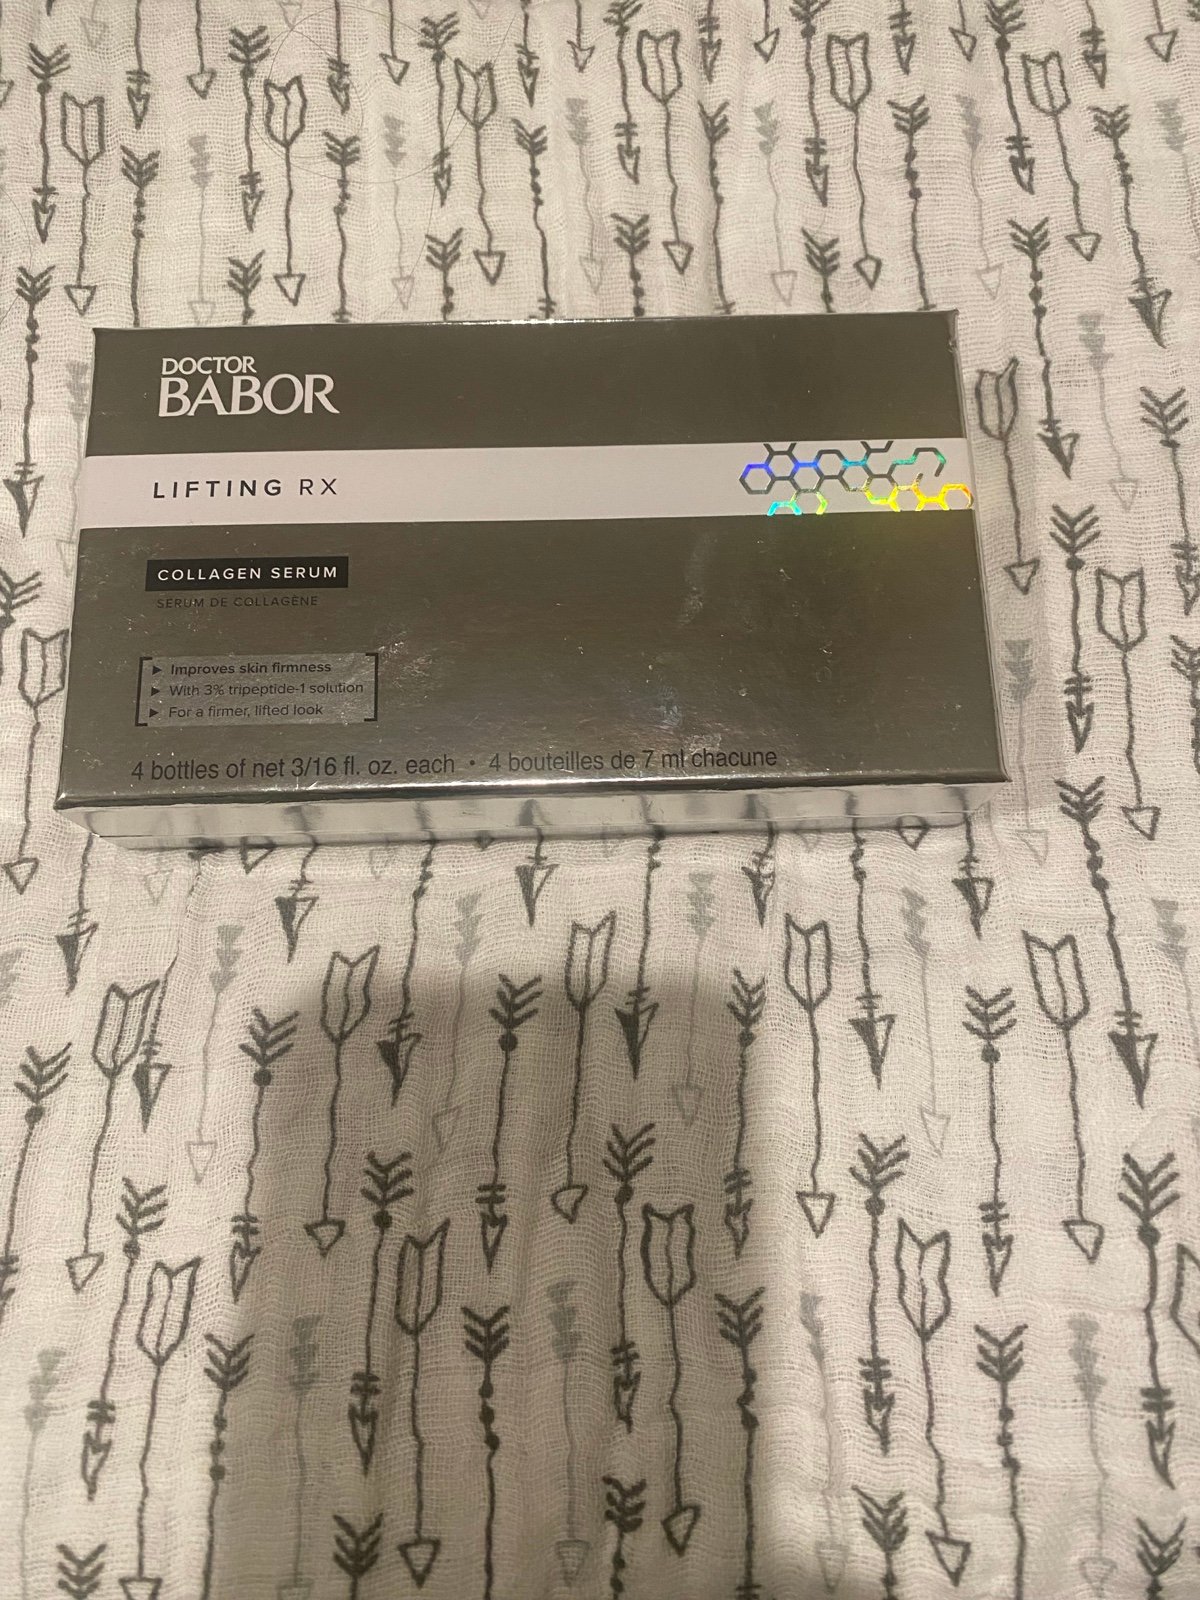 DOCTOR
BABOR
LIFTING RX
COLLAGEN SERUM
SERUM DE COLLAGÈNE
► Improves skin firmness
► With 3% tripeptide-1 solution
► For a firmer, lifted look
4 bottles of net 3/16 fl. oz. each • 4 bouteilles de 7 ml chacune